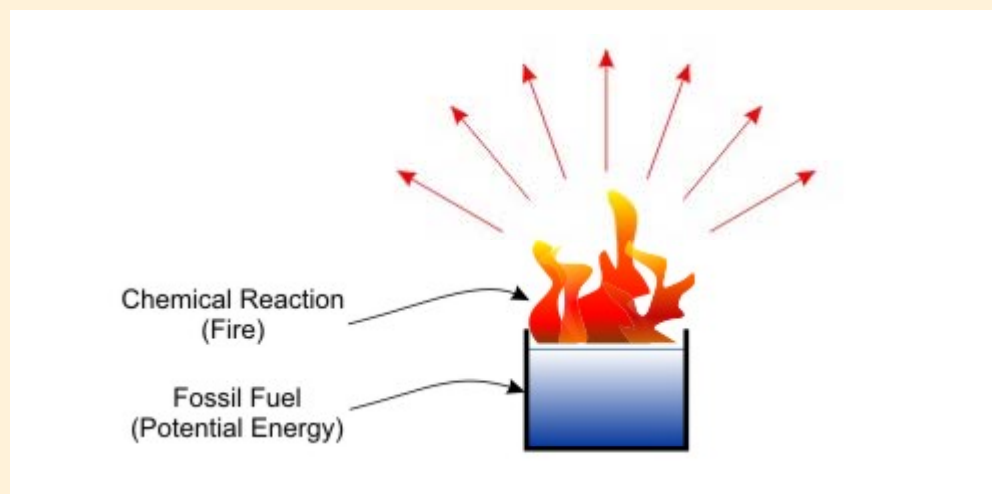 Chemical Reaction
(Fire)
Fossil Fuel
(Potential Energy)